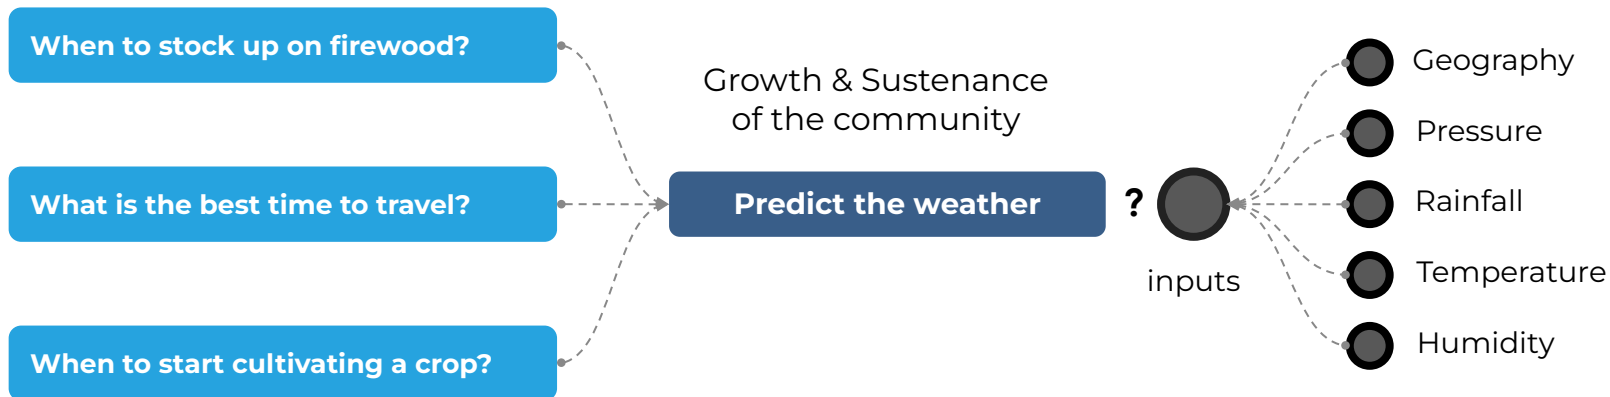 When to stock up on firewood?
What is the best time to travel?
When to start cultivating a crop?
Growth & Sustenance
of the community
Predict the weather
?
inputs
Geography
Pressure
Rainfall
Temperature
Humidity